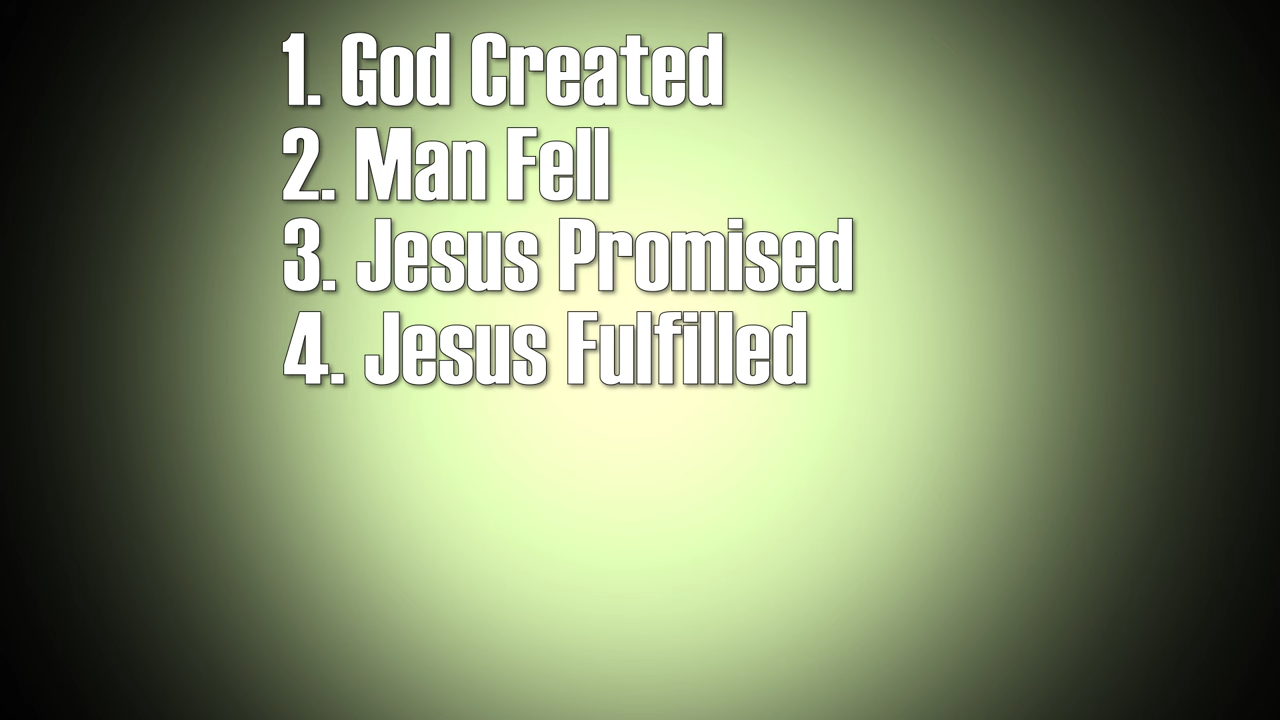 1. God Created
2. Man Fell
3. Jesus Promised
4. Jesus Fulfilled